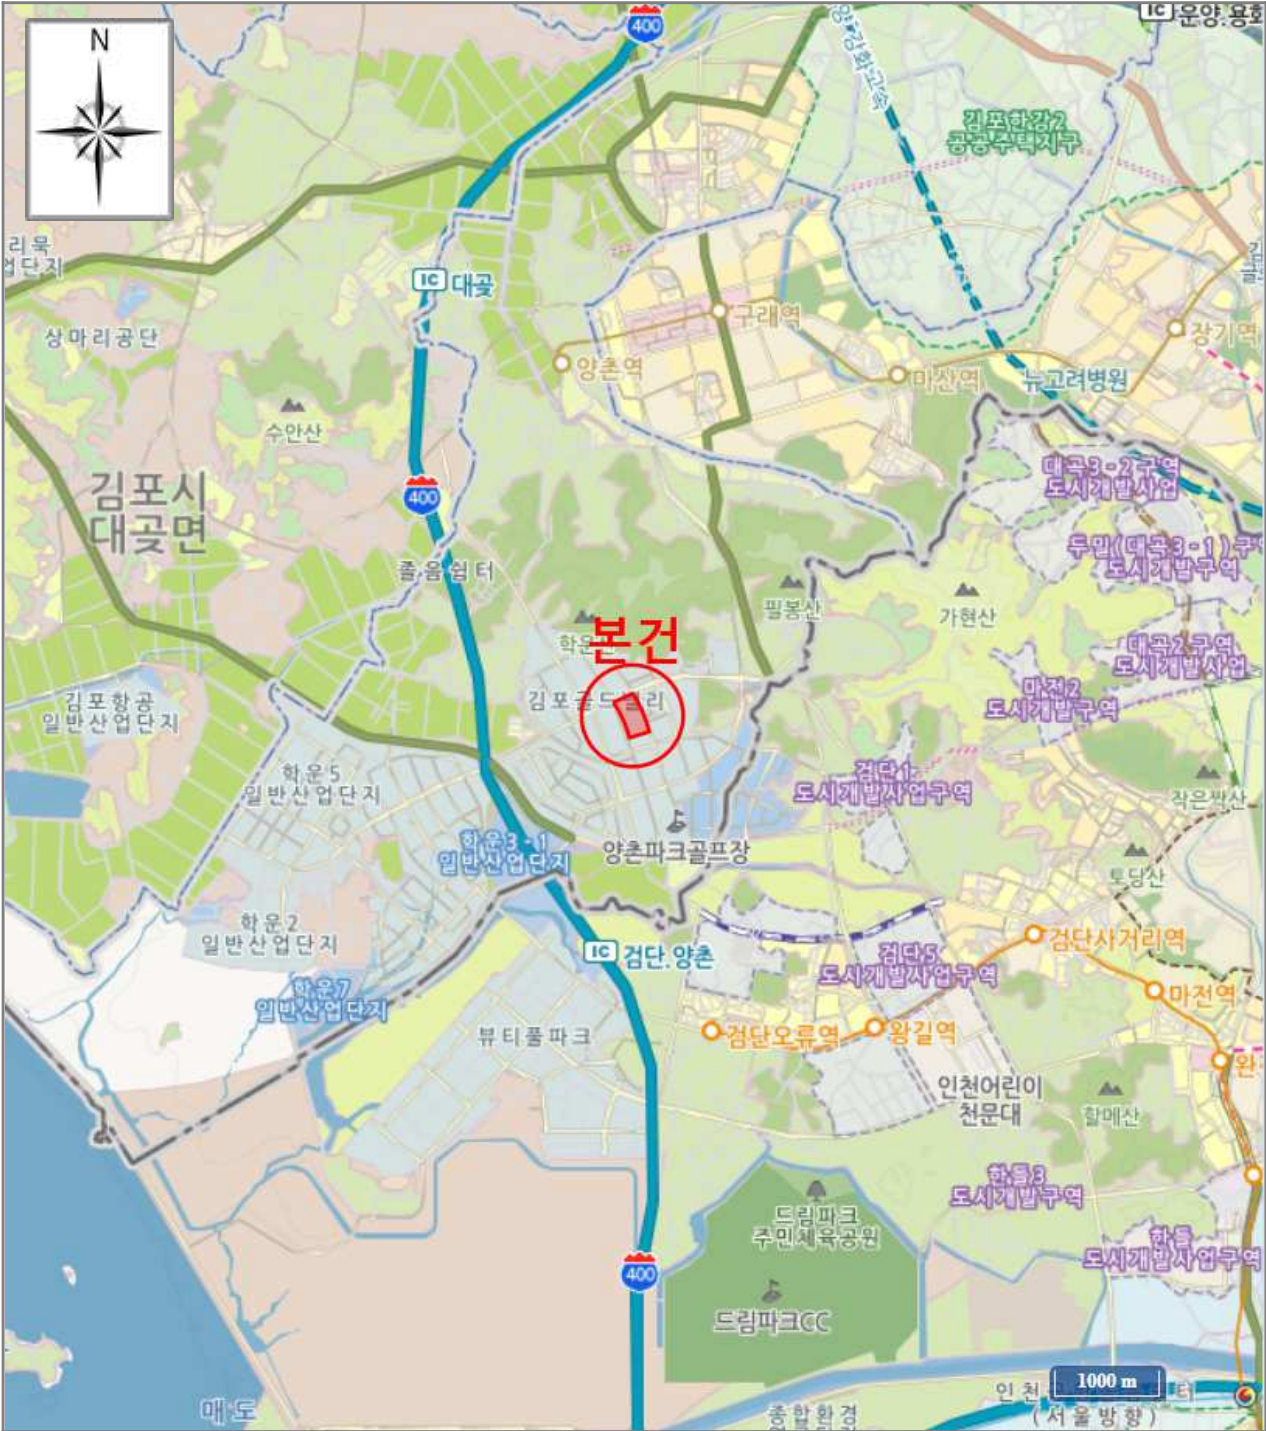 N
400
IC 운양.용화
김포한강2
공공주택지구
리묵
업단지
IC 대곶
구래역
장기역
상마리공단
양촌역
마산역
뉴고려병원
수안산
대곡3-2구역
도시개발사업
김포시
대곶면
400
졸음쉼터
두밀(대곡3-1)구역
도시개발구역
필봉산
가현산
본건
학운산
대곡2구역
도시개발사업
마전2
도시개발구역
김포골드밸리
김포항공
일반산업단지
학운5
일반산업단지
검단1
도시개발사업구역
작은짝산
학운3-1
일반산업단지
양촌파크골프장
토당산
학운2
일반산업단지
IC 검단.양촌
검단5
도시개발사업구역
검단사거리역
학운7
일반산업단지
마전역
뷰티풀파크
검단오류역
왕길역
완
인천어린이
천문대
할메산
한들3
도시개발구역
드림파크
주민체육공원
한들
도시개발사업구역
400
드림파크CC
1000 m
매도
인천
터
(서울방향)
종합환경